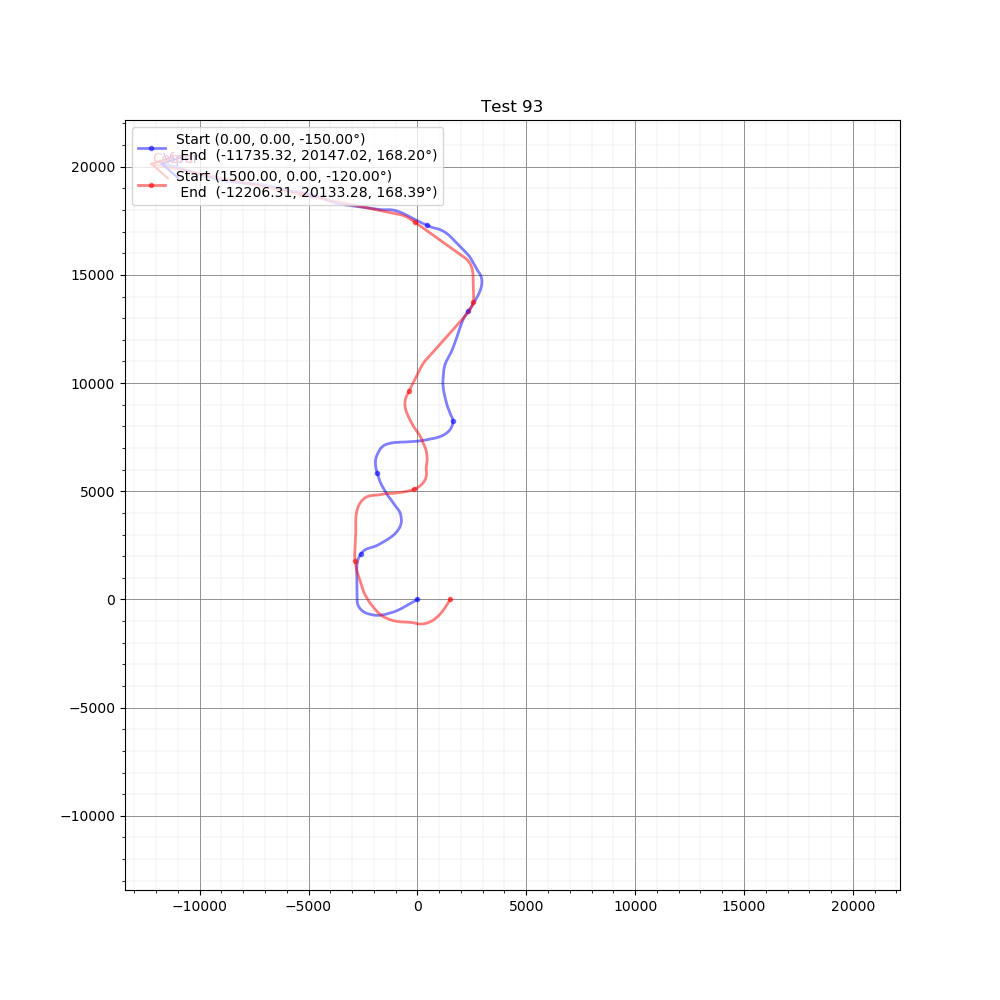 Test 93
Start (0.00, 0.00, -150.00°)
End (-11735.32, 20147.02, 168.20°)
Start (1500.00, 0.00, -120.00°)
End (-12206.31, 20133.28, 168.39°)
20000
15000
10000
5000
0
−5000
−10000
−10000 −5000 0 5000 10000 15000 20000